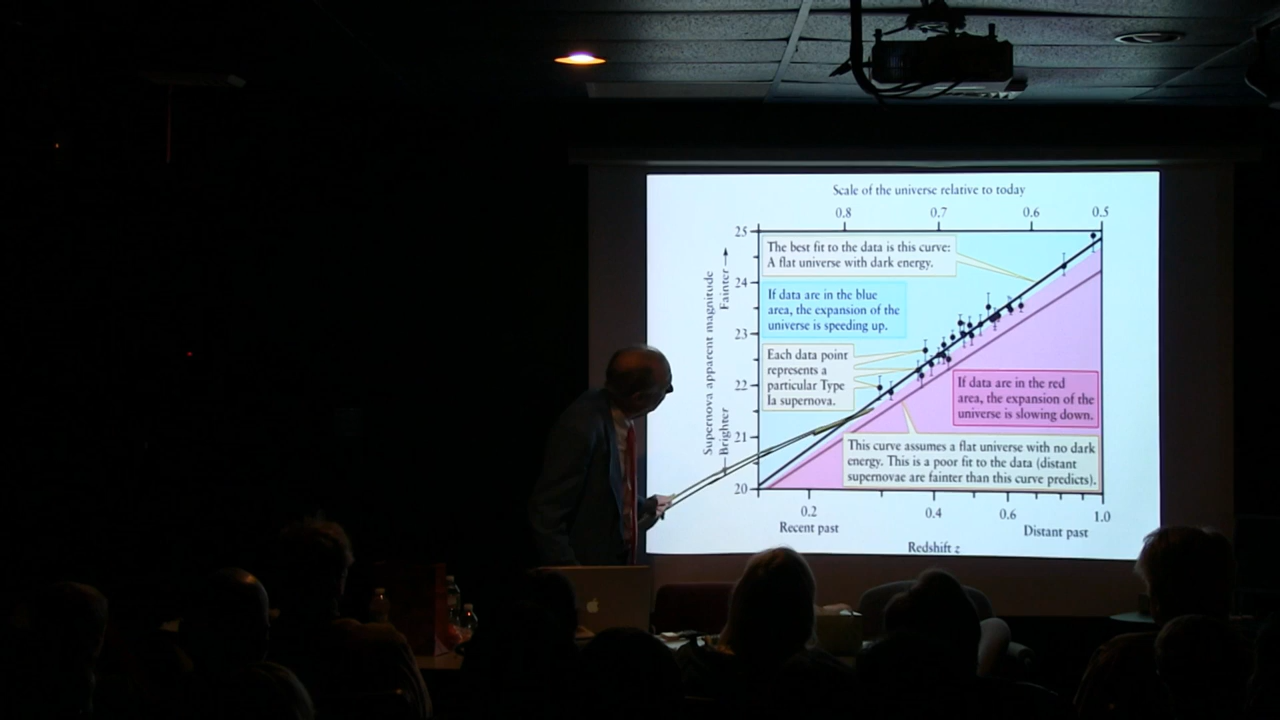 Scale of the universe relative to today
0.8 0.7 0.6 0.5
25
24
23
22
21
20
Supernova apparent magnitude
Brighter
Fainter
The best fit to the data is this curve:
A flat universe with dark energy.
If data are in the blue
area, the expansion of the
universe is speeding up.
Each data point
represents a
particular Type
Ia supernova.
If data are in the red
area, the expansion of the
universe is slowing down.
This curve assumes a flat universe with no dark
energy. This is a poor fit to the data (distant
supernovae are fainter than this curve predicts).
0.2 0.4 0.6 1.0
Recent past Distant past
Redshift z